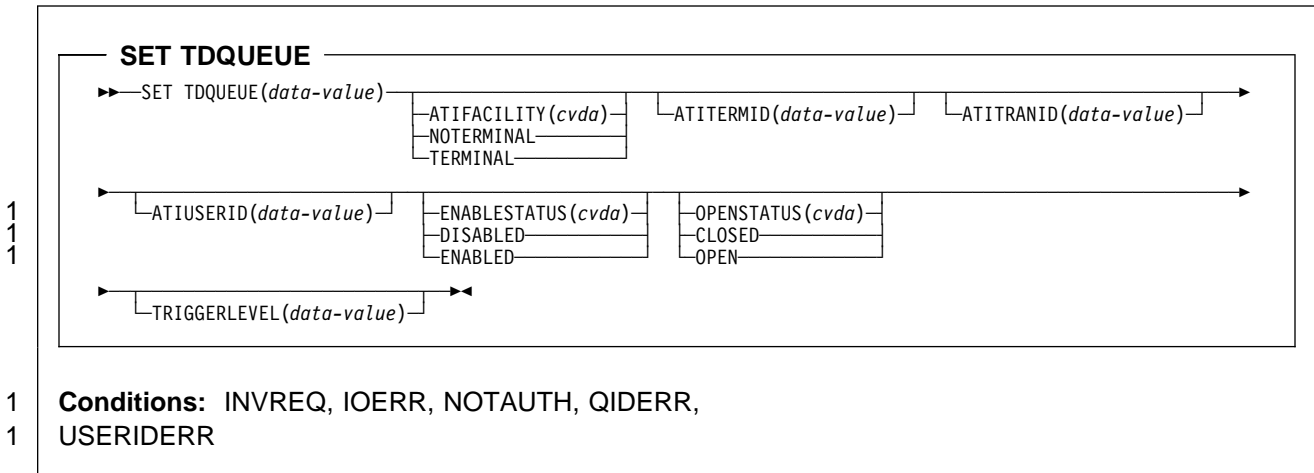 SET TDQUEUE
SET TDQUEUE(data-value)
ATIFACILITY(cvda)
NOTERMINAL
TERMINAL
ATITERMID(data-value)
ATITRANID(data-value)
1
1
1
ATIUSERID(data-value)
ENABLESTATUS(cvda)
DISABLED
ENABLED
OPENSTATUS(cvda)
CLOSED
OPEN
TRIGGERLEVEL(data-value)
1 Conditions: INVREQ, IOERR, NOTAUTH, QIDERR,
1 USERIDERR